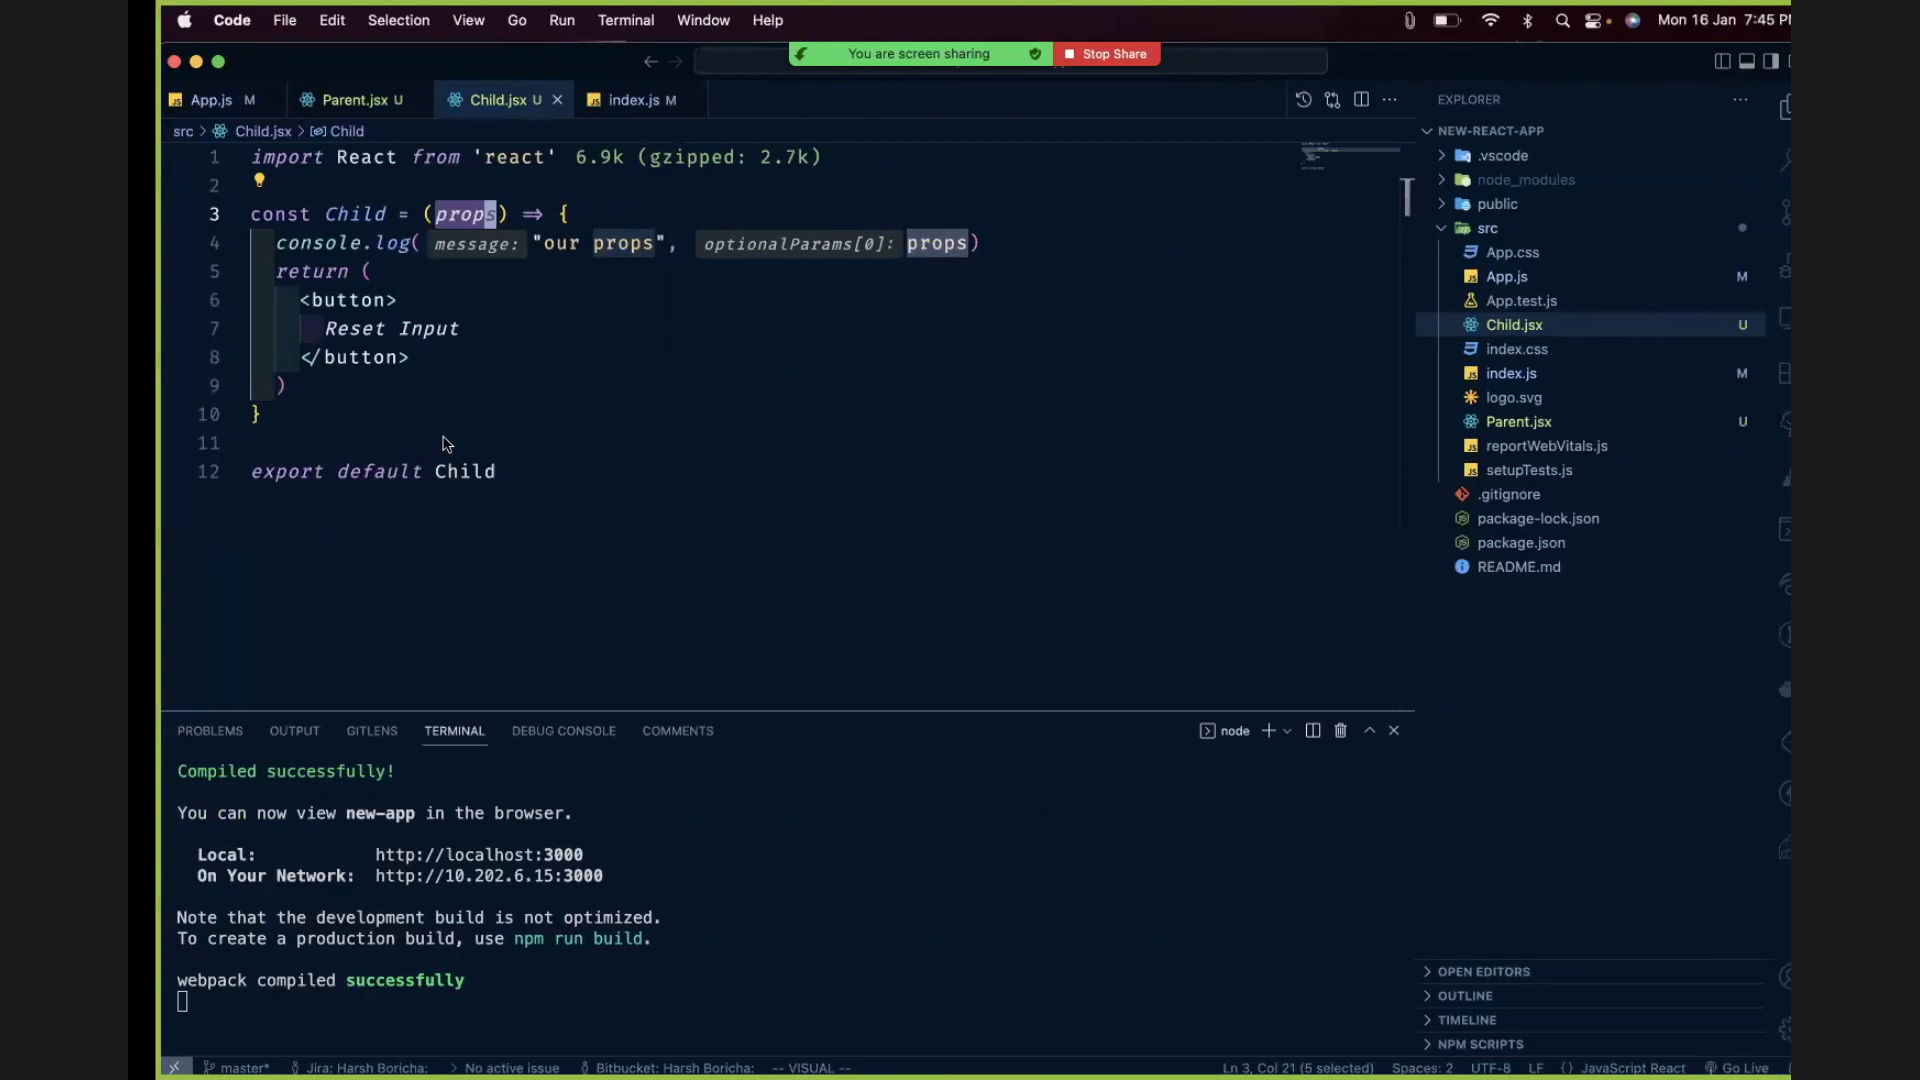 Code File Edit Selection View Go Run Terminal Window Help
Mon 16 Jan 7:45 PM
You are screen sharing Stop Share
App.js M Parent.jsx U Child.jsx U index.js M
src > Child.jsx > Child
1 import React from 'react' 6.9k (gzipped: 2.7k)
2
3 const Child = (props) => {
4 console.log( message: "our props", optionalParams[0]: props)
5 return (
6 <button>
7 Reset Input
8 </button>
9 )
10 }
11
12 export default Child
EXPLORER
NEW-REACT-APP
.vscode
node_modules
public
src
App.css
App.js M
App.test.js
Child.jsx U
index.css
index.js M
logo.svg
Parent.jsx U
reportWebVitals.js
setupTests.js
.gitignore
package-lock.json
package.json
README.md
OPEN EDITORS
OUTLINE
TIMELINE
NPM SCRIPTS
PROBLEMS OUTPUT GITLENS TERMINAL DEBUG CONSOLE COMMENTS
node
Compiled successfully!
You can now view new-app in the browser.
Local: http://localhost:3000
On Your Network: http://10.202.6.15:3000
Note that the development build is not optimized.
To create a production build, use npm run build.
webpack compiled successfully
master* Jira: Harsh Boricha: No active issue Bitbucket: Harsh Boricha: -- VISUAL --
Ln 3, Col 21 (5 selected) Spaces: 2 UTF-8 LF {} JavaScript React Go Live